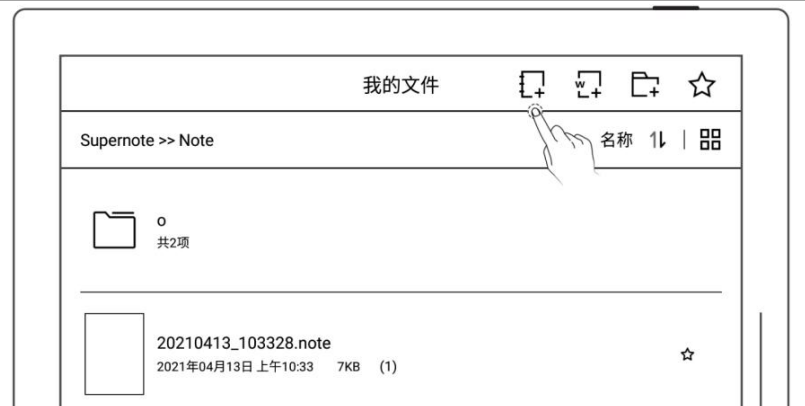 我的文件
W
Supernote >> Note
名称
o
共2项
20210413_103328.note
2021年04月13日 上午10:33 7KB (1)